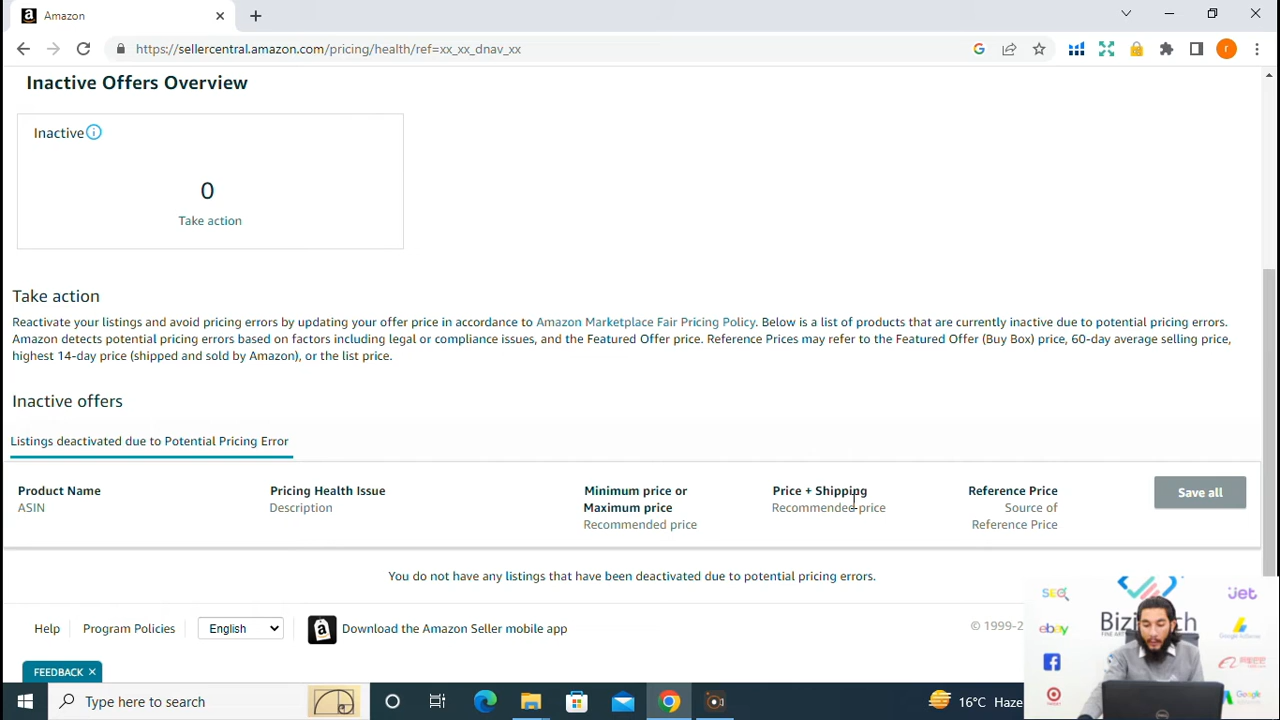 Amazon
https://sellercentral.amazon.com/pricing/health/ref=xx_xx_dnav_xx
r
Inactive Offers Overview
Inactive
0
Take action
Take action
Reactivate your listings and avoid pricing errors by updating your offer price in accordance to Amazon Marketplace Fair Pricing Policy. Below is a list of products that are currently inactive due to potential pricing errors.
Amazon detects potential pricing errors based on factors including legal or compliance issues, and the Featured Offer price. Reference Prices may refer to the Featured Offer (Buy Box) price, 60-day average selling price,
highest 14-day price (shipped and sold by Amazon), or the list price.
Inactive offers
Listings deactivated due to Potential Pricing Error
Product Name
ASIN
Pricing Health Issue
Description
Minimum price or
Maximum price
Recommended price
Price + Shipping
Recommended price
Reference Price
Source of
Reference Price
Save all
You do not have any listings that have been deactivated due to potential pricing errors.
Help
Program Policies
English
Download the Amazon Seller mobile app
© 1999-2
FEEDBACK ×
SEO
Jet
ebay
Type here to search
16°C Haze